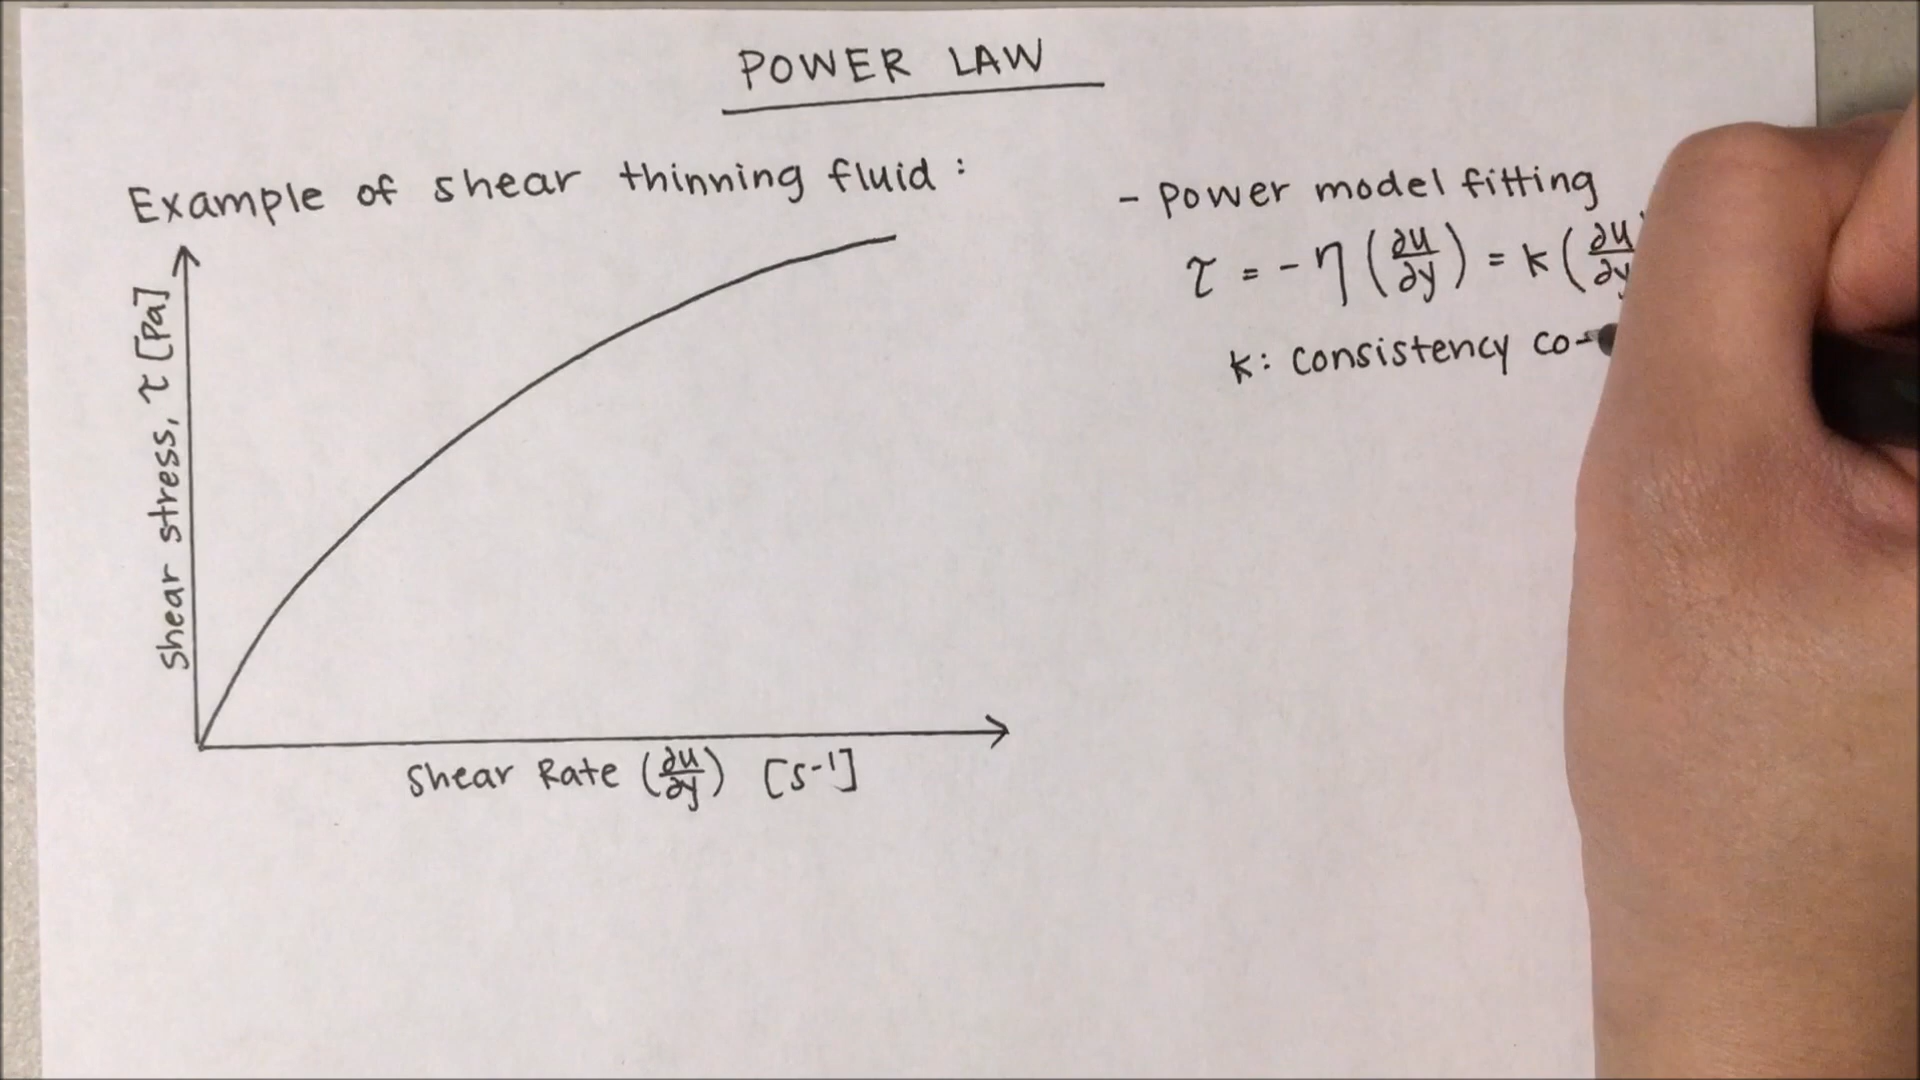 POWER LAW
Example of shear thinning fluid :
Shear stress, τ [Pa]
Shear Rate (∂u/∂y) [s⁻¹]
- Power model fitting
τ = - η (∂u/∂y) = k (∂u/∂y
k: consistency co-